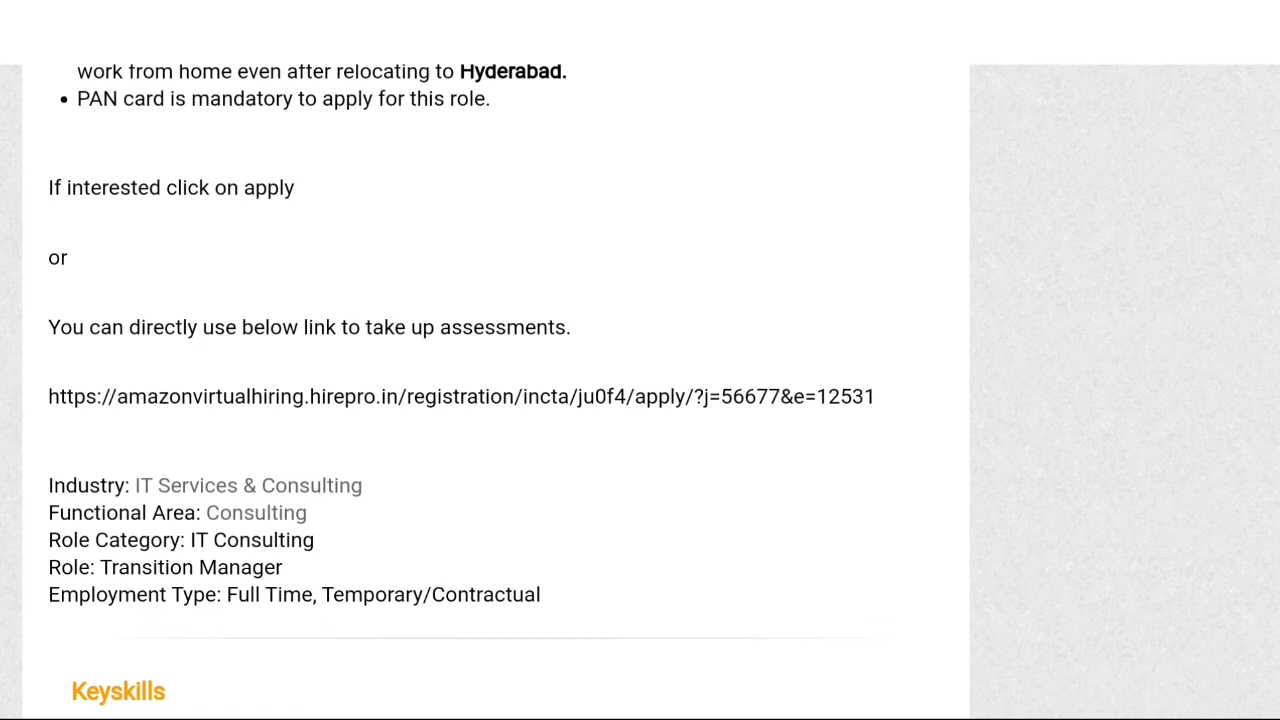 work from home even after relocating to Hyderabad.
• PAN card is mandatory to apply for this role.
If interested click on apply
or
You can directly use below link to take up assessments.
https://amazonvirtualhiring.hirepro.in/registration/incta/ju0f4/apply/?j=56677&e=12531
Industry: IT Services & Consulting
Functional Area: Consulting
Role Category: IT Consulting
Role: Transition Manager
Employment Type: Full Time, Temporary/Contractual
Keyskills